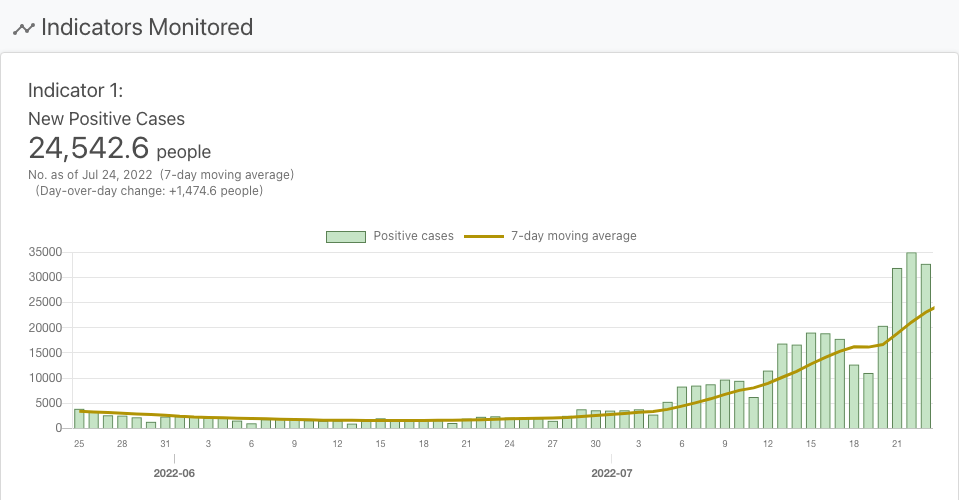 Indicators Monitored
Indicator 1:
New Positive Cases
24,542.6 people
No. as of Jul 24, 2022 (7-day moving average)
(Day-over-day change: +1,474.6 people)
Positive cases 7-day moving average
35000
30000
25000
20000
15000
10000
5000
0
25 28 31 3 6 9 12 15 18 21 24 27 30 3 6 9 12 15 18 21
2022-06 2022-07